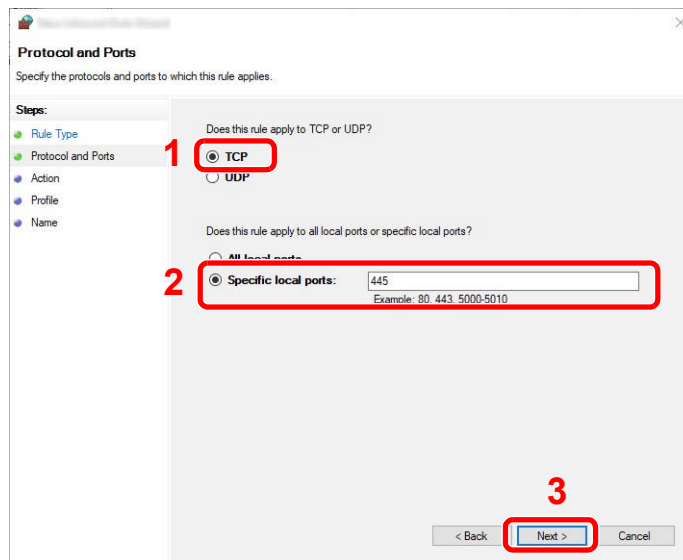 Protocol and Ports
Specify the protocols and ports to which this rule applies.
Steps:
Rule Type
Protocol and Ports
Action
Profile
Name
Does this rule apply to TCP or UDP?
1
TCP
UDP
Does this rule apply to all local ports or specific local ports?
All local ports
2
Specific local ports: 445
Example: 80, 443, 5000-5010
3
< Back Next > Cancel